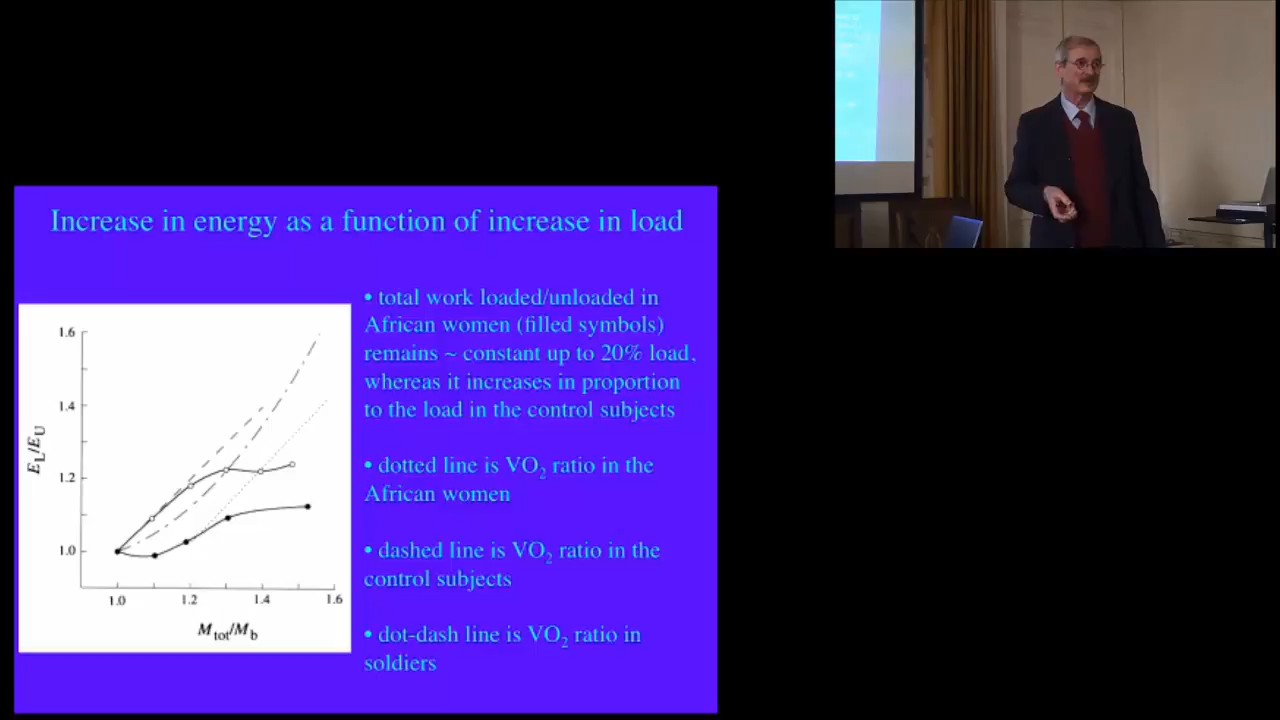 Increase in energy as a function of increase in load
• total work loaded/unloaded in
African women (filled symbols)
remains ~ constant up to 20% load,
whereas it increases in proportion
to the load in the control subjects
• dotted line is VO₂ ratio in the
African women
• dashed line is VO₂ ratio in the
control subjects
• dot-dash line is VO₂ ratio in
soldiers
1.6
1.4
1.2
1.0
E_L/E_U
1.0 1.2 1.4 1.6
M_tot/M_b